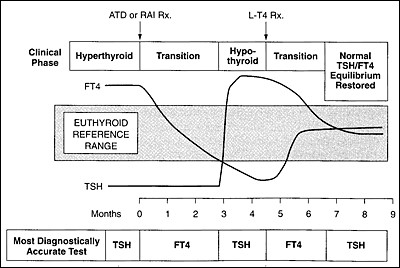 ATD or RAI Rx.
L-T4 Rx.
Clinical
Phase
Hyperthyroid
Transition
Hypo-
thyroid
Transition
Normal
TSH/FT4
Equilibrium
Restored
FT4
EUTHYROID
REFERENCE
RANGE
TSH
Months
0 1 2 3 4 5 6 7 8 9
Most Diagnostically
Accurate Test
TSH
FT4
TSH
FT4
TSH